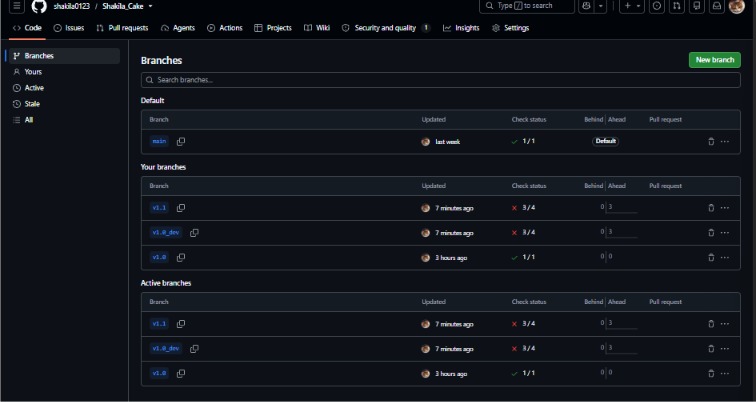 shakila0123 / Shakila_Cake
Type / to search
Code Issues Pull requests Agents Actions Projects Wiki Security and quality 1 Insights Settings
Branches
Yours
Active
Stale
All
Branches
New branch
Search branches...
Default
Branch Updated Check status Behind Ahead Pull request
main last week 1 / 1 Default
Your branches
Branch Updated Check status Behind Ahead Pull request
v1.1 7 minutes ago 3 / 4 0 3
v1.0_dev 7 minutes ago 3 / 4 0 3
v1.0 3 hours ago 1 / 1 0 0
Active branches
Branch Updated Check status Behind Ahead Pull request
v1.1 7 minutes ago 3 / 4 0 3
v1.0_dev 7 minutes ago 3 / 4 0 3
v1.0 3 hours ago 1 / 1 0 0